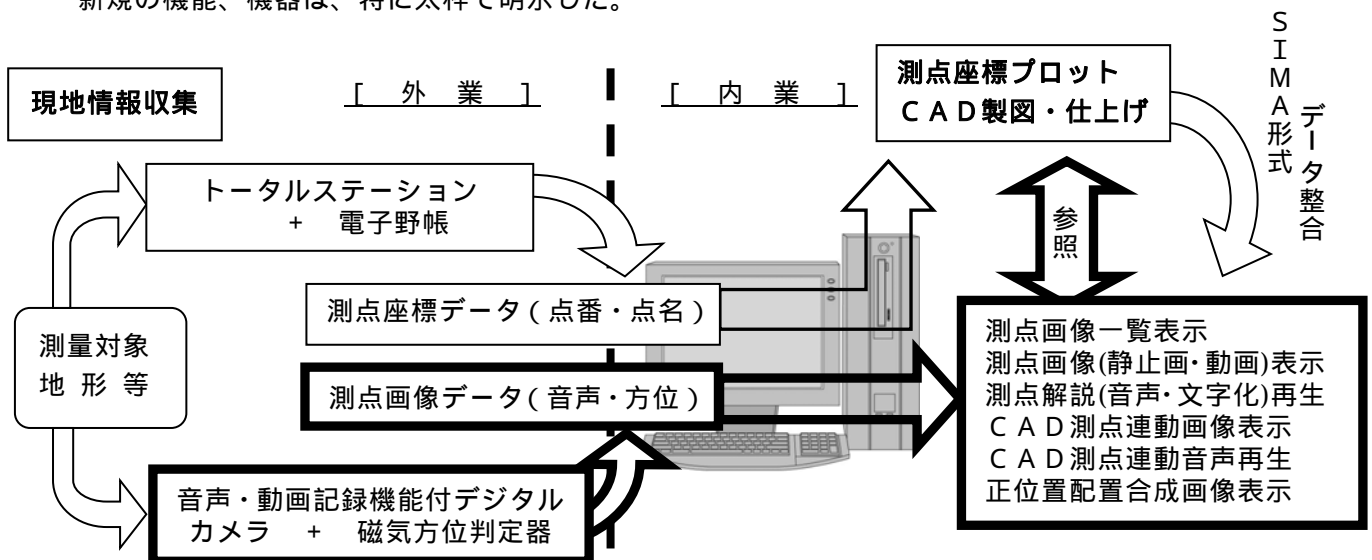 新規の機能、機器は、特に太枠で明示した。
現地情報収集
[ 外 業 ]
[ 内 業 ]
測点座標プロット
CAD製図・仕上げ
SIMA形式
データ整合
トータルステーション
+ 電子野帳
参照
測点座標データ(点番・点名)
測量対象
地 形 等
測点画像データ(音声・方位)
測点画像一覧表示
測点画像(静止画・動画)表示
測点解説(音声・文字化)再生
CAD測点連動画像表示
CAD測点連動音声再生
正位置配置合成画像表示
音声・動画記録機能付デジタル
カメラ + 磁気方位判定器